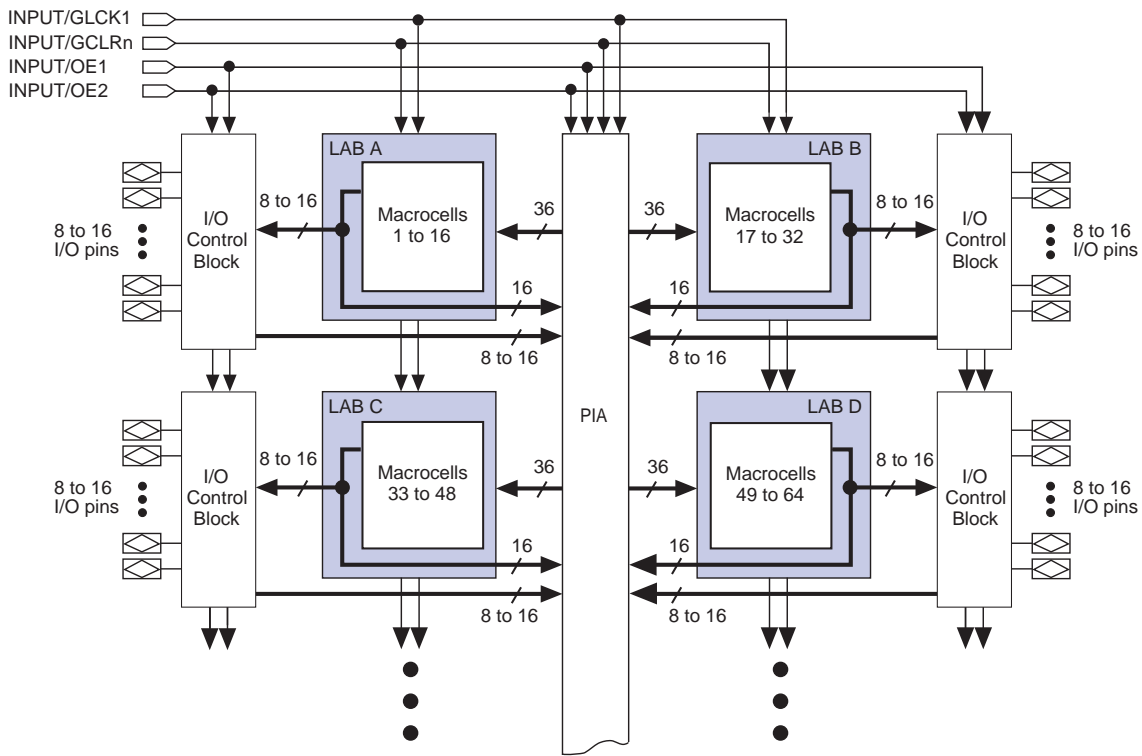 INPUT/GLCK1
INPUT/GCLRn
INPUT/OE1
INPUT/OE2
LAB A
LAB B
8 to 16
I/O pins
I/O
Control
Block
8 to 16
Macrocells
1 to 16
36
36
Macrocells
17 to 32
8 to 16
I/O
Control
Block
8 to 16
I/O pins
16
16
8 to 16
8 to 16
PIA
LAB C
LAB D
8 to 16
I/O pins
I/O
Control
Block
8 to 16
Macrocells
33 to 48
36
36
Macrocells
49 to 64
8 to 16
I/O
Control
Block
8 to 16
I/O pins
16
16
8 to 16
8 to 16